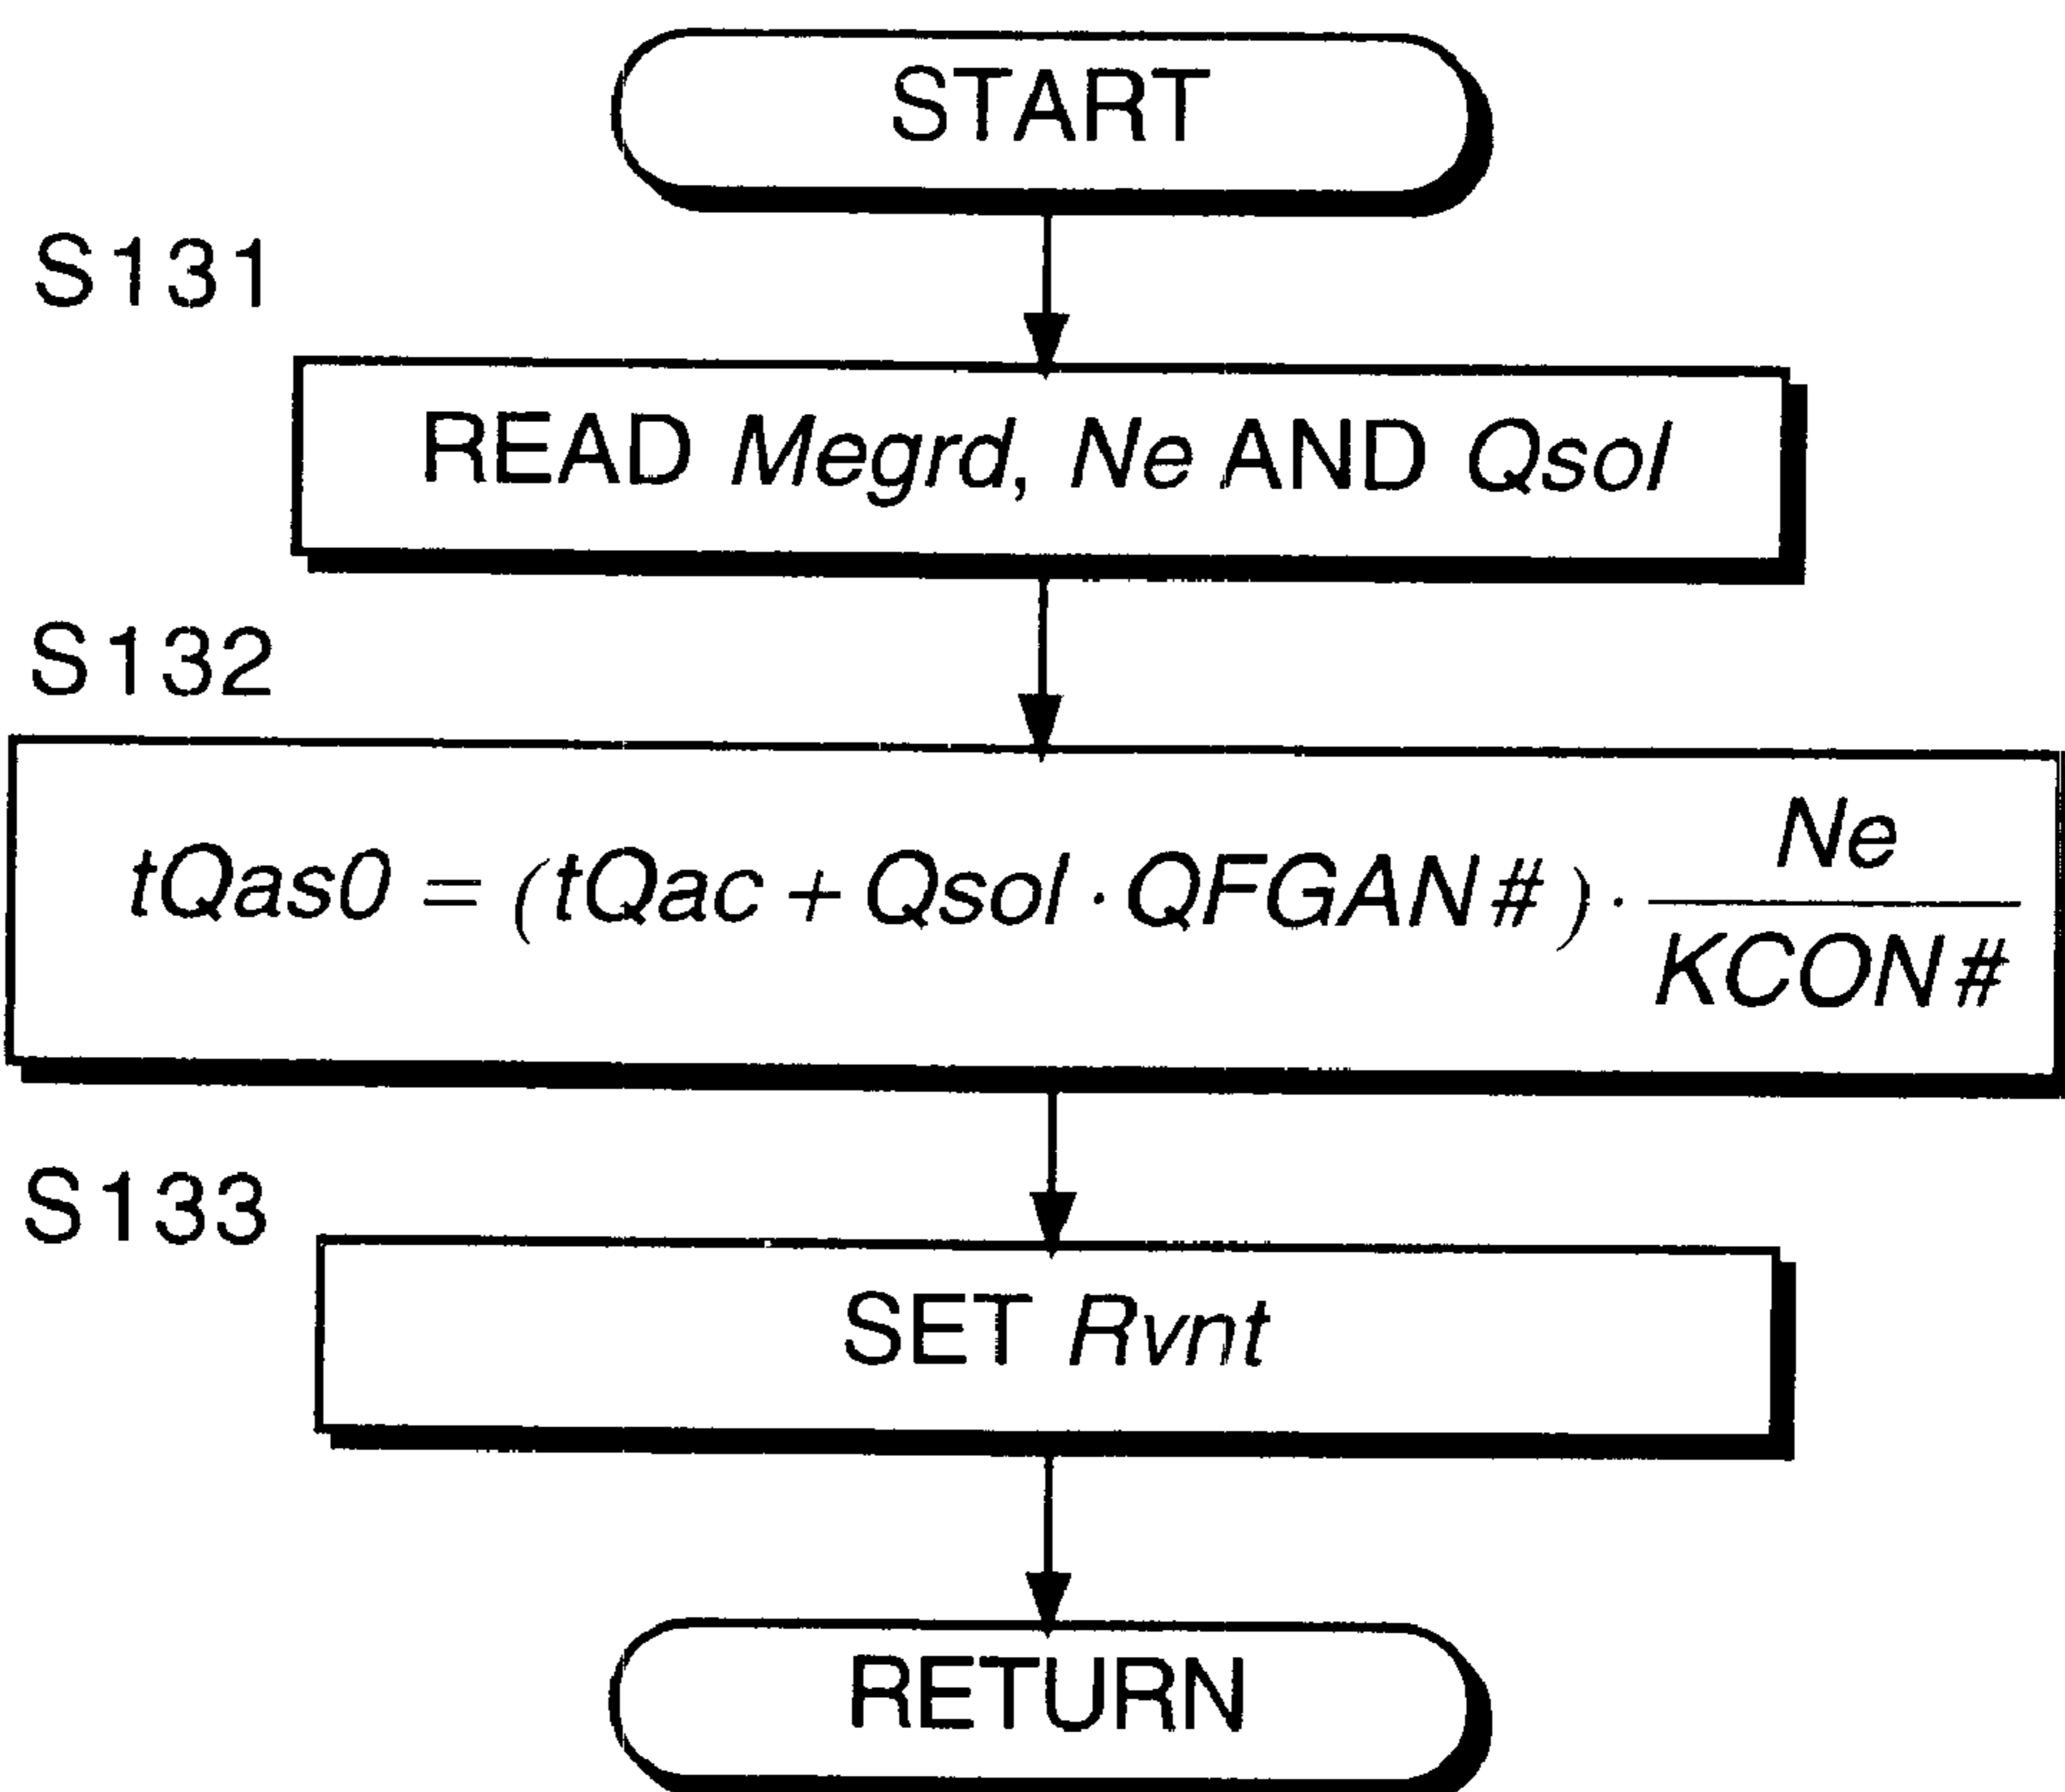 START
S131
READ Megrd, Ne AND Qsol
S132
tQas0 = (tQac + Qsol · QFGAN# ) · Ne / KCON#
S133
SET Rvnt
RETURN